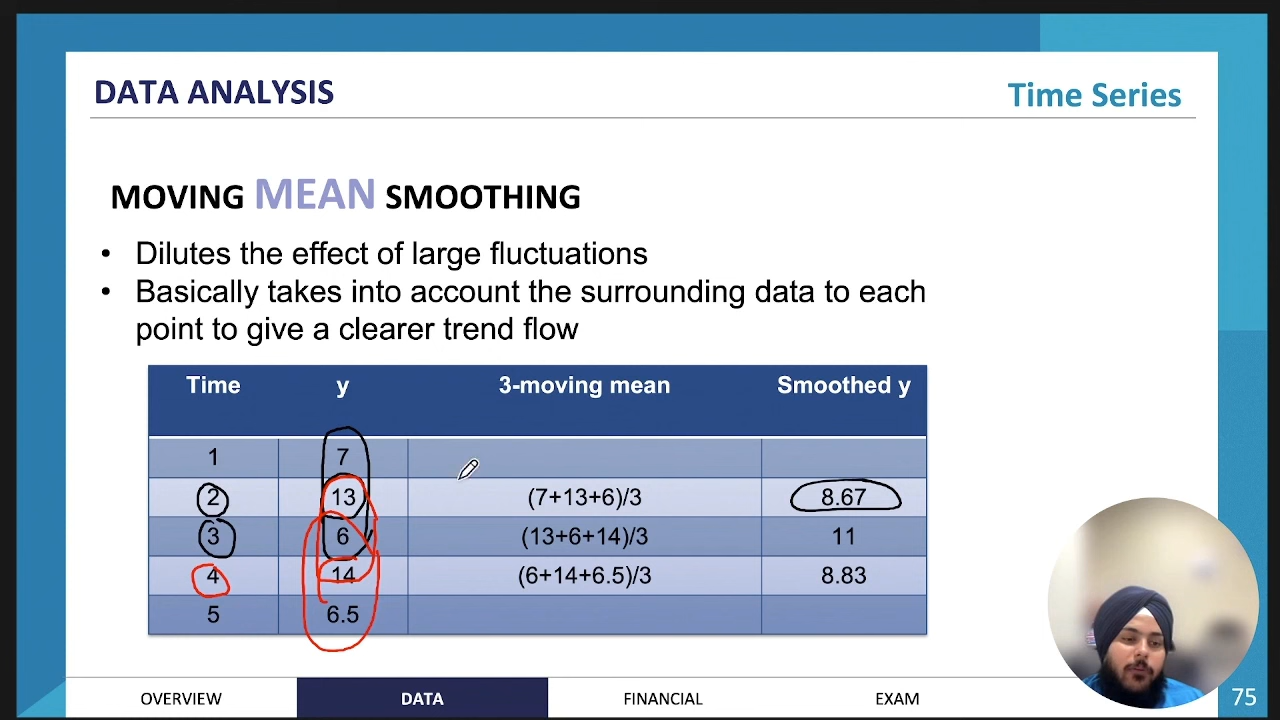 DATA ANALYSIS
Time Series
MOVING MEAN SMOOTHING
• Dilutes the effect of large fluctuations
• Basically takes into account the surrounding data to each
point to give a clearer trend flow
Time y 3-moving mean Smoothed y
1 7
2 13 (7+13+6)/3 8.67
3 6 (13+6+14)/3 11
4 14 (6+14+6.5)/3 8.83
5 6.5
OVERVIEW DATA FINANCIAL EXAM 75